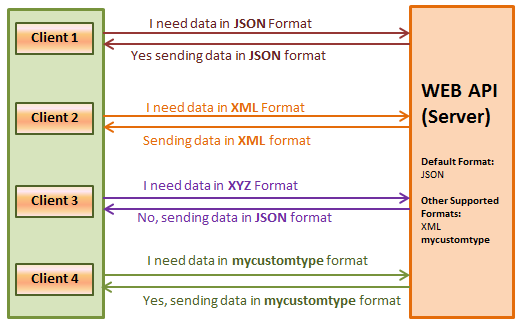 Client 1
I need data in JSON Format
Yes sending data in JSON format
Client 2
I need data in XML Format
Sending data in XML format
Client 3
I need data in XYZ Format
No, sending data in JSON format
Client 4
I need data in mycustomtype format
Yes, sending data in mycustomtype format
WEB API
(Server)
Default Format:
JSON
Other Supported
Formats:
XML
mycustomtype